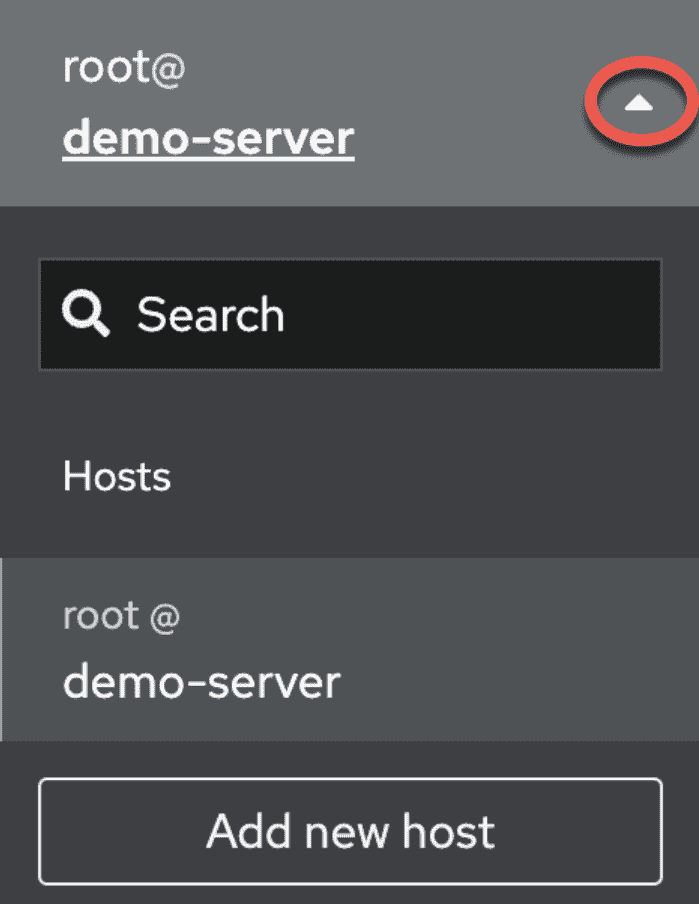 root@
demo-server
Search
Hosts
root @
demo-server
Add new host